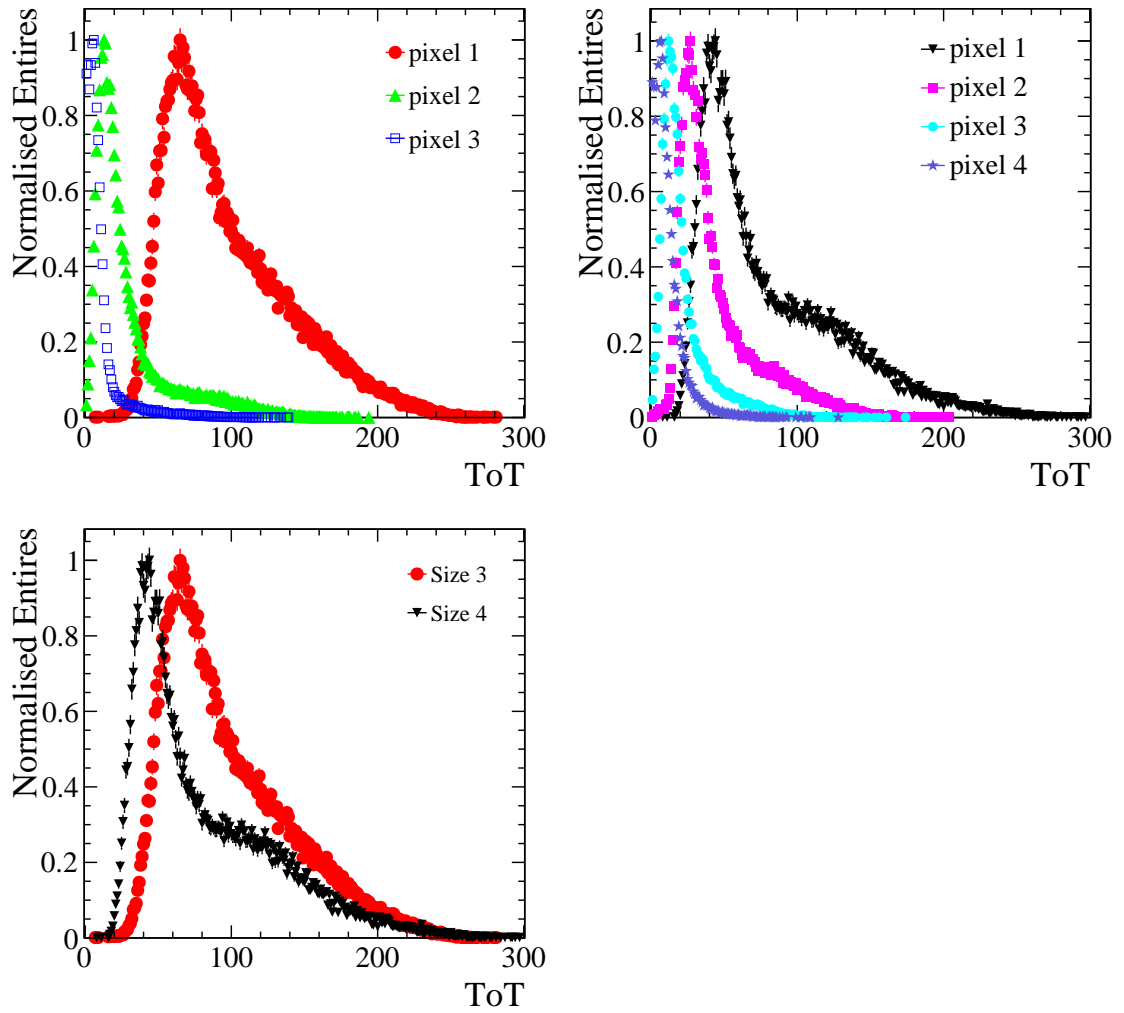 Normalised Entires
1
0.8
0.6
0.4
0.2
0
0 100 200 300
ToT
pixel 1
pixel 2
pixel 3
Normalised Entires
1
0.8
0.6
0.4
0.2
0
0 100 200 300
ToT
pixel 1
pixel 2
pixel 3
pixel 4
Normalised Entires
1
0.8
0.6
0.4
0.2
0
0 100 200 300
ToT
Size 3
Size 4